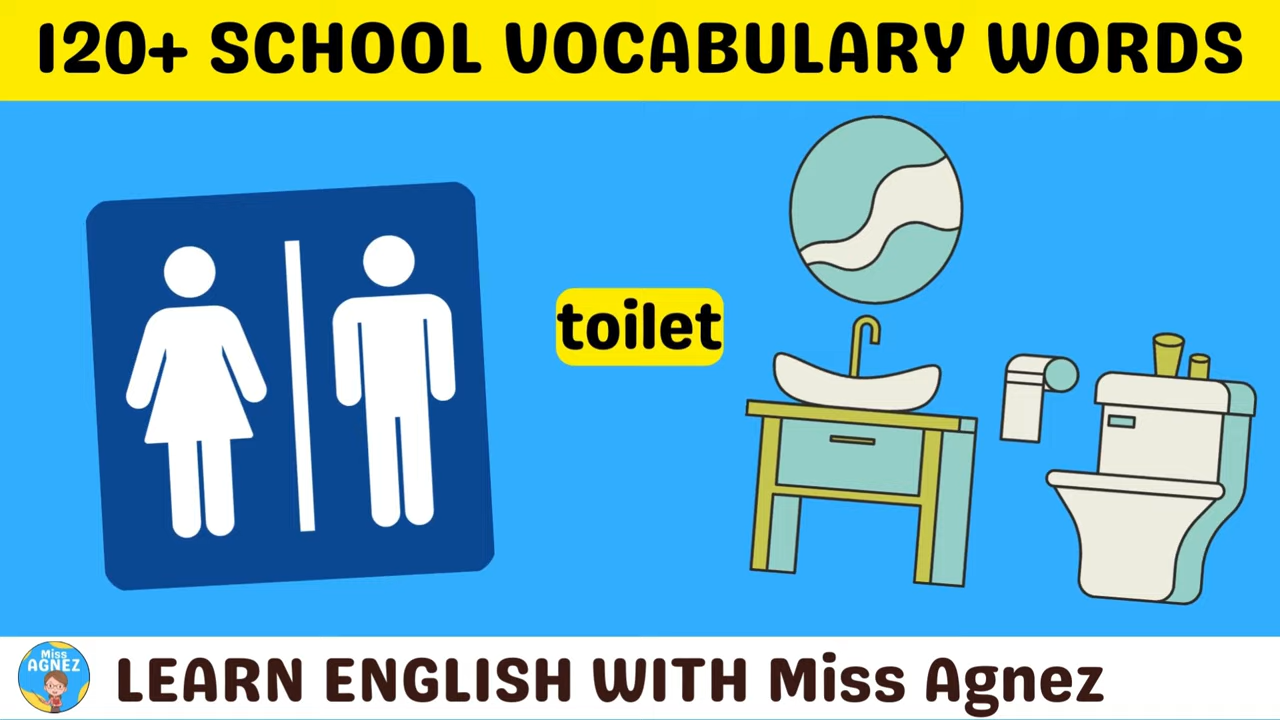 120+ SCHOOL VOCABULARY WORDS
toilet
Miss
AGNEZ
LEARN ENGLISH WITH Miss Agnez